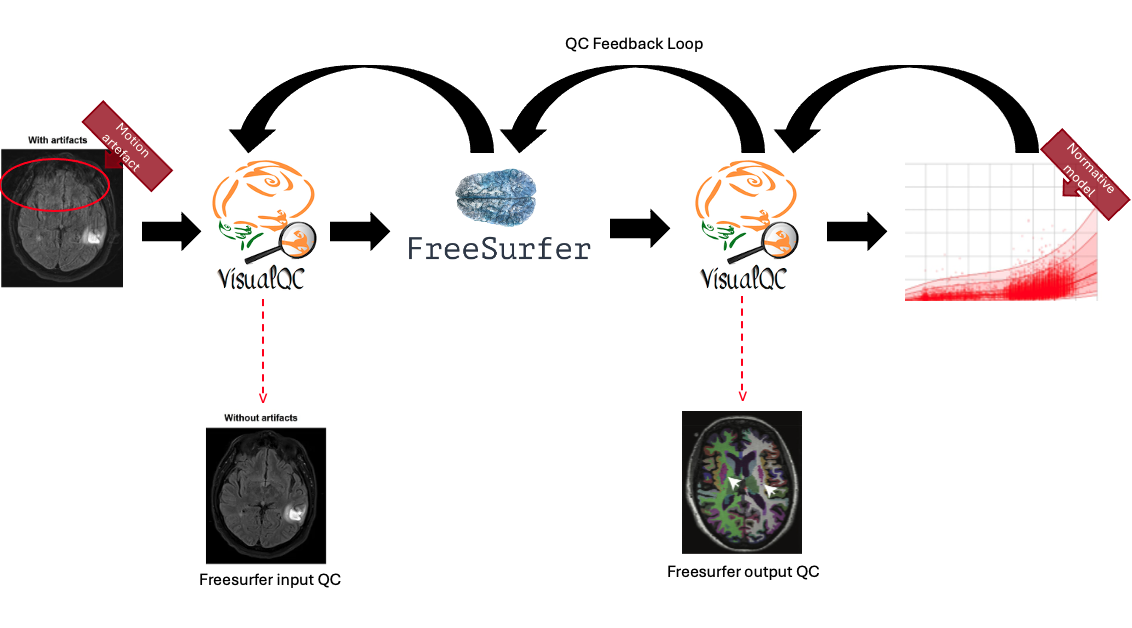 QC Feedback Loop
With artifacts
Motion
artefact
Normative
model
FreeSurfer
VisualQC
VisualQC
Without artifacts
Freesurfer input QC
Freesurfer output QC